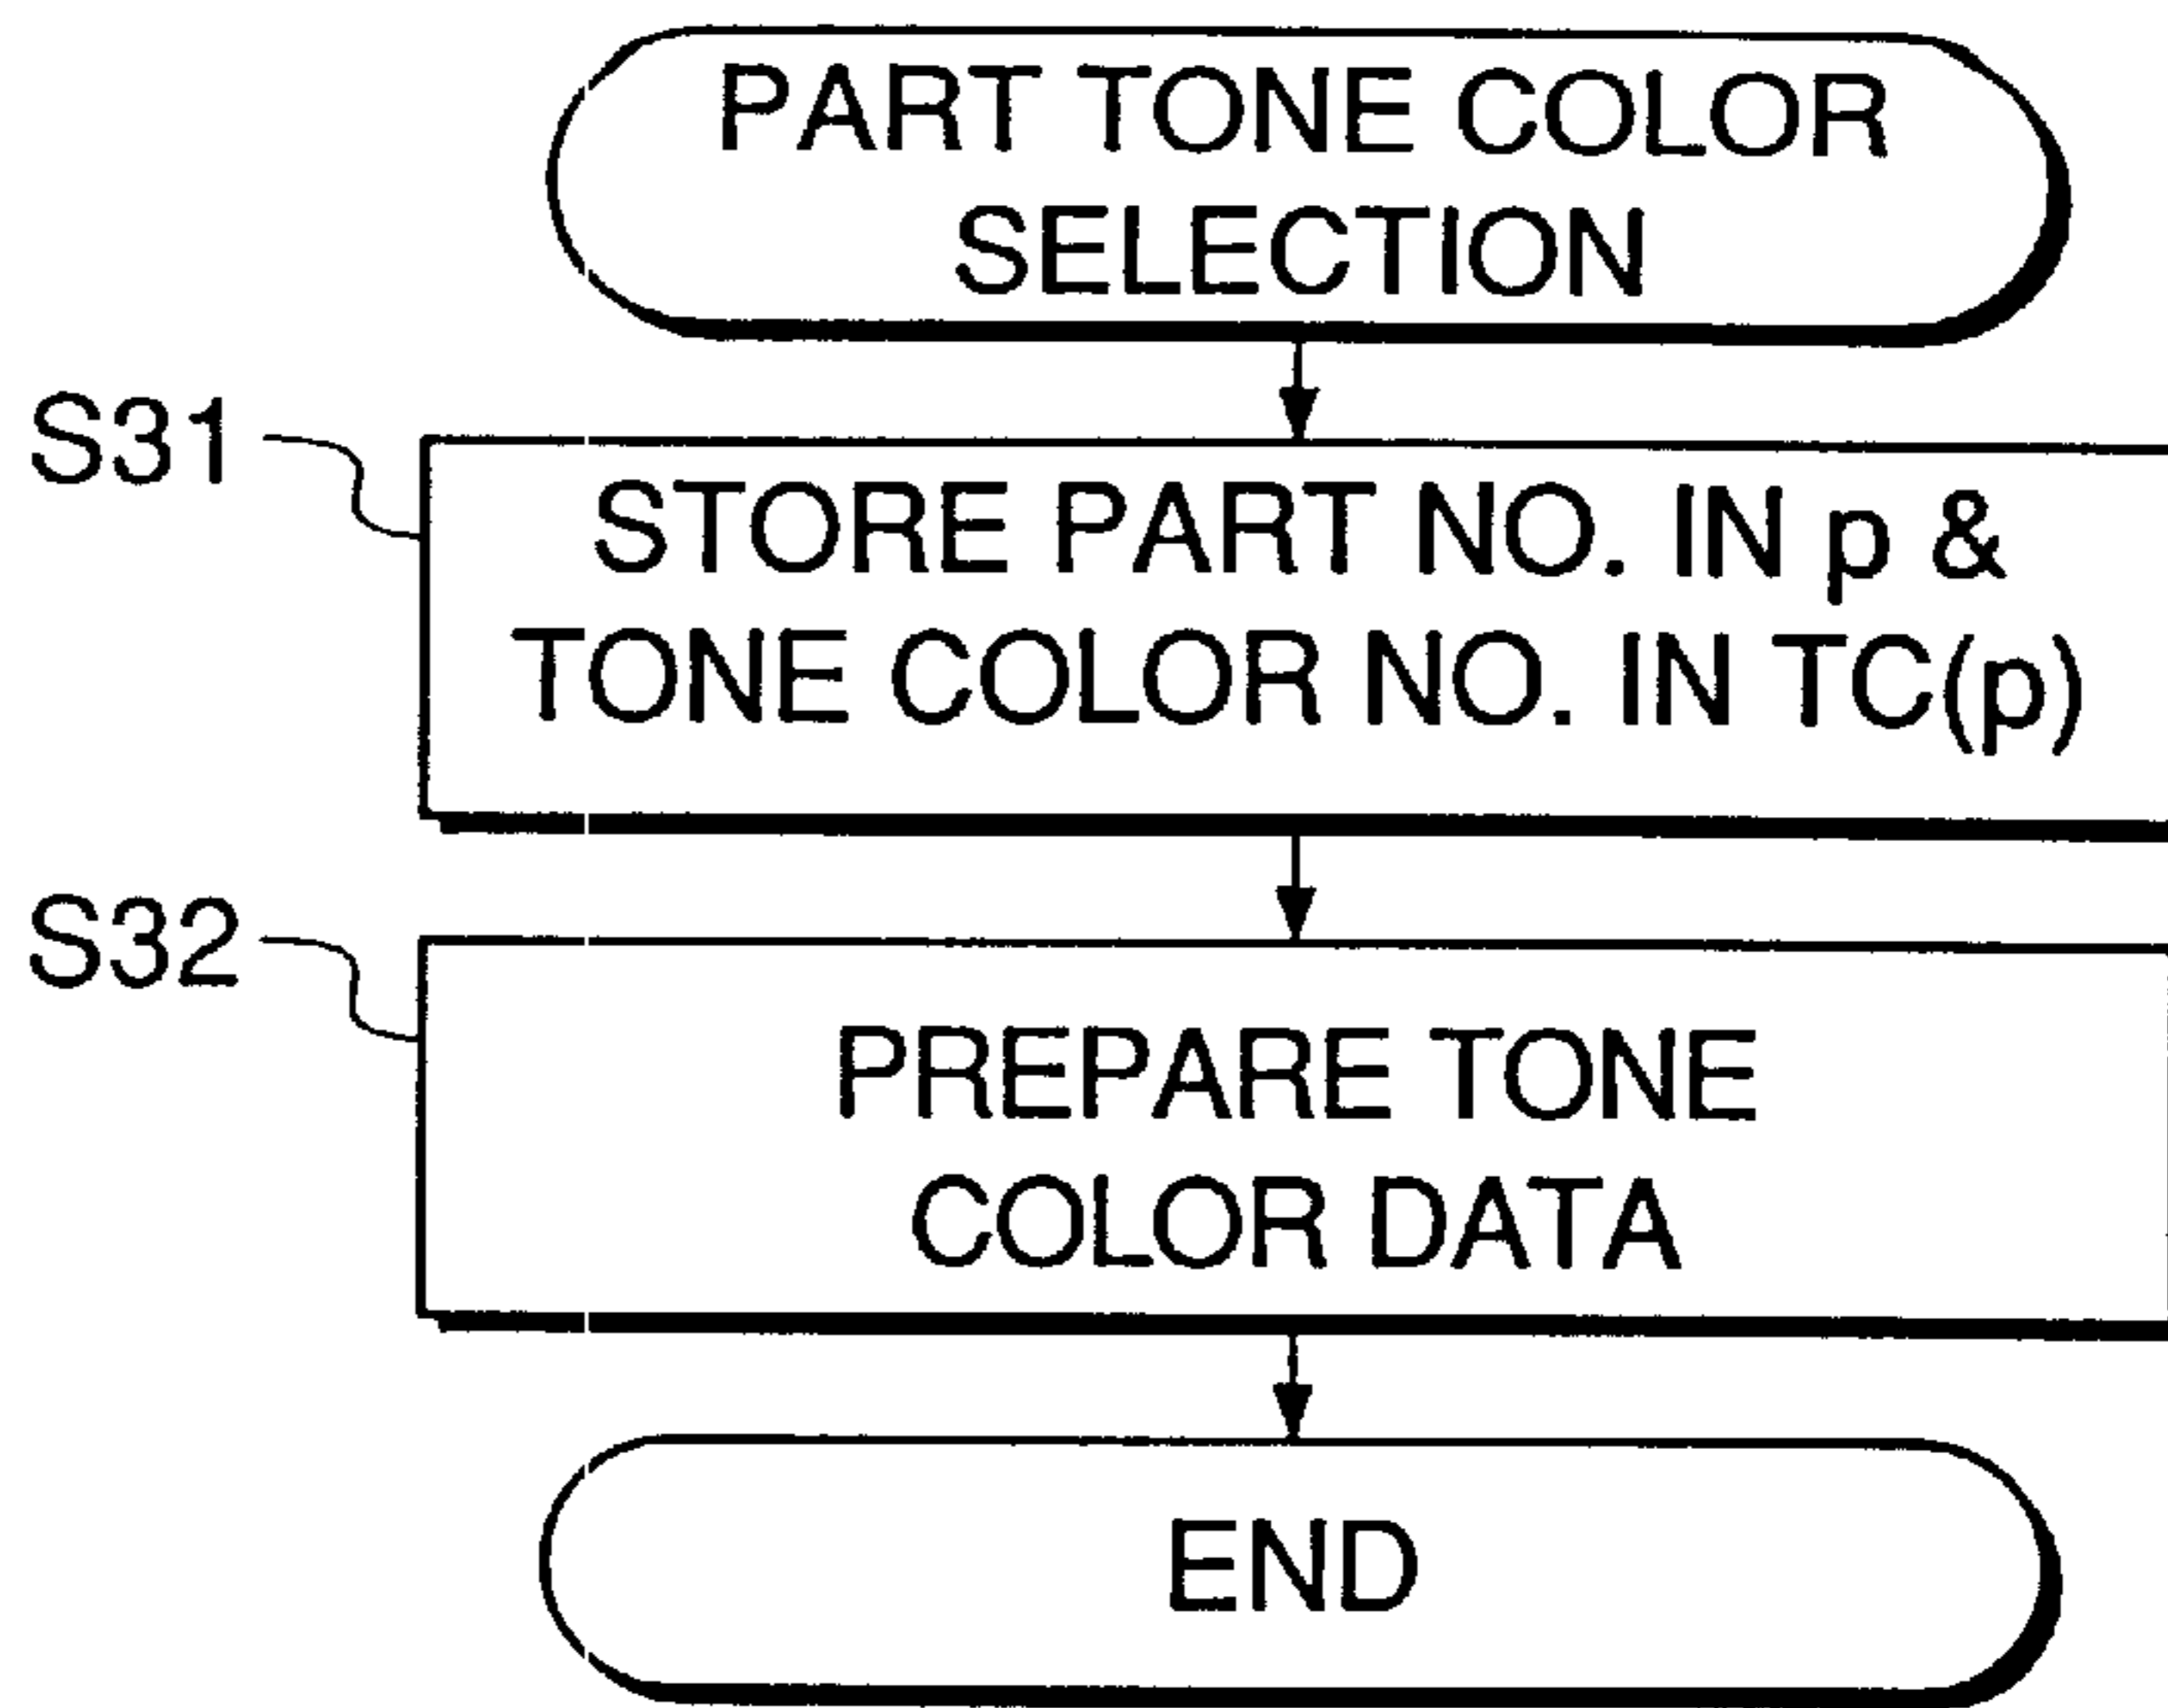 PART TONE COLOR
SELECTION
S31
STORE PART NO. IN p &
TONE COLOR NO. IN TC(p)
S32
PREPARE TONE
COLOR DATA
END